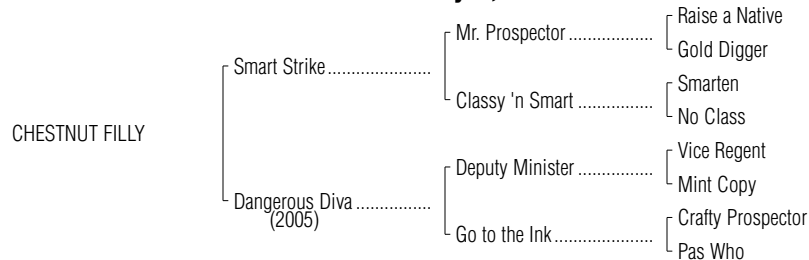 Raise a Native
Mr. Prospector
Gold Digger
Smart Strike
Smarten
Classy 'n Smart
No Class
CHESTNUT FILLY
Vice Regent
Deputy Minister
Mint Copy
Dangerous Diva
(2005)
Crafty Prospector
Go to the Ink
Pas Who